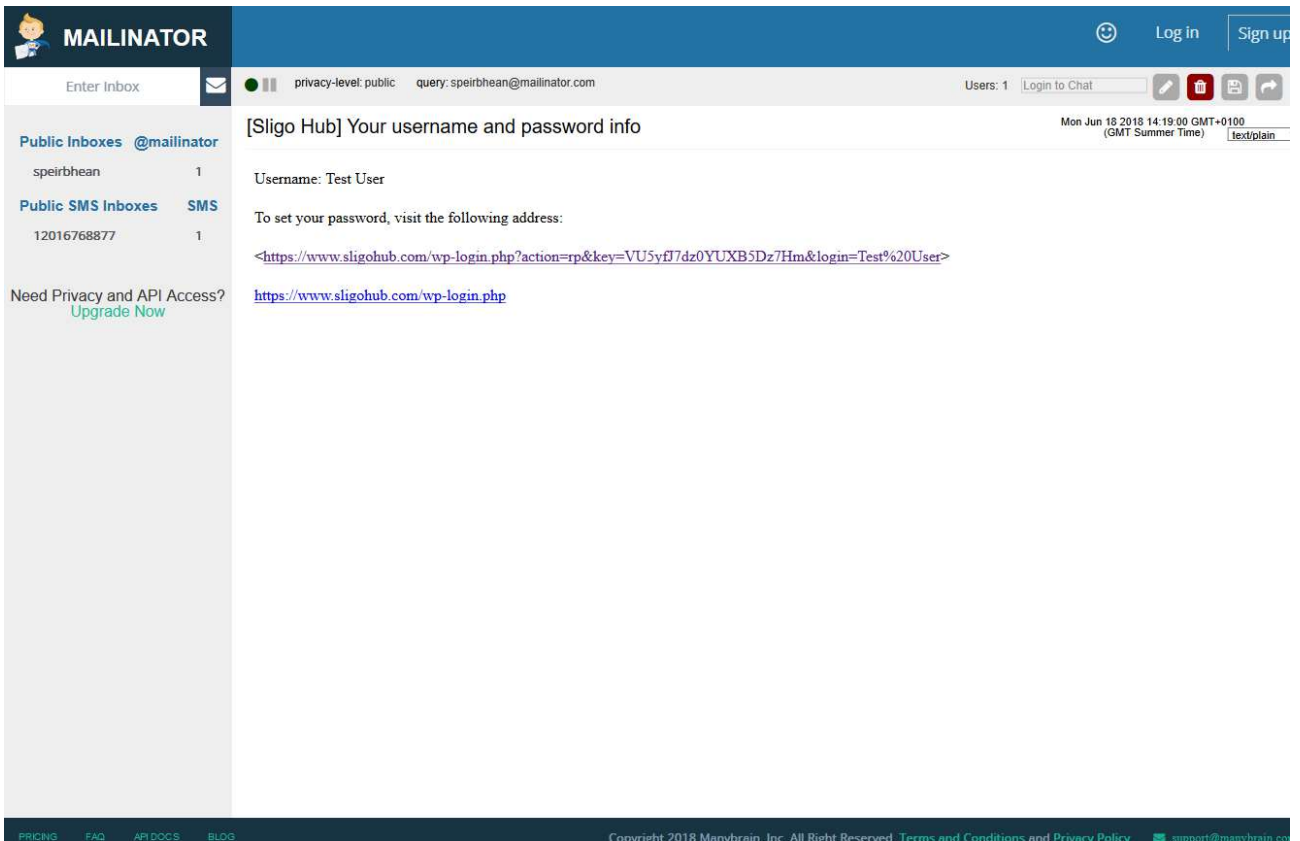 MAILINATOR
Log in
Sign up
Enter Inbox
privacy-level: public query: speirbhean@mailinator.com
Users: 1 Login to Chat
Public Inboxes @mailinator
speirbhean 1
Public SMS Inboxes SMS
12016768877 1
Need Privacy and API Access?
Upgrade Now
[Sligo Hub] Your username and password info
Mon Jun 18 2018 14:19:00 GMT+0100
(GMT Summer Time)
text/plain
Username: Test User
To set your password, visit the following address:
<https://www.sligohub.com/wp-login.php?action=rp&key=VU5yfJ7dz0YUXB5Dz7Hm&login=Test%20User>
https://www.sligohub.com/wp-login.php
PRICING FAQ API DOCS BLOG
Copyright 2018 Manybrain, Inc. All Right Reserved. Terms and Conditions and Privacy Policy support@manybrain.co